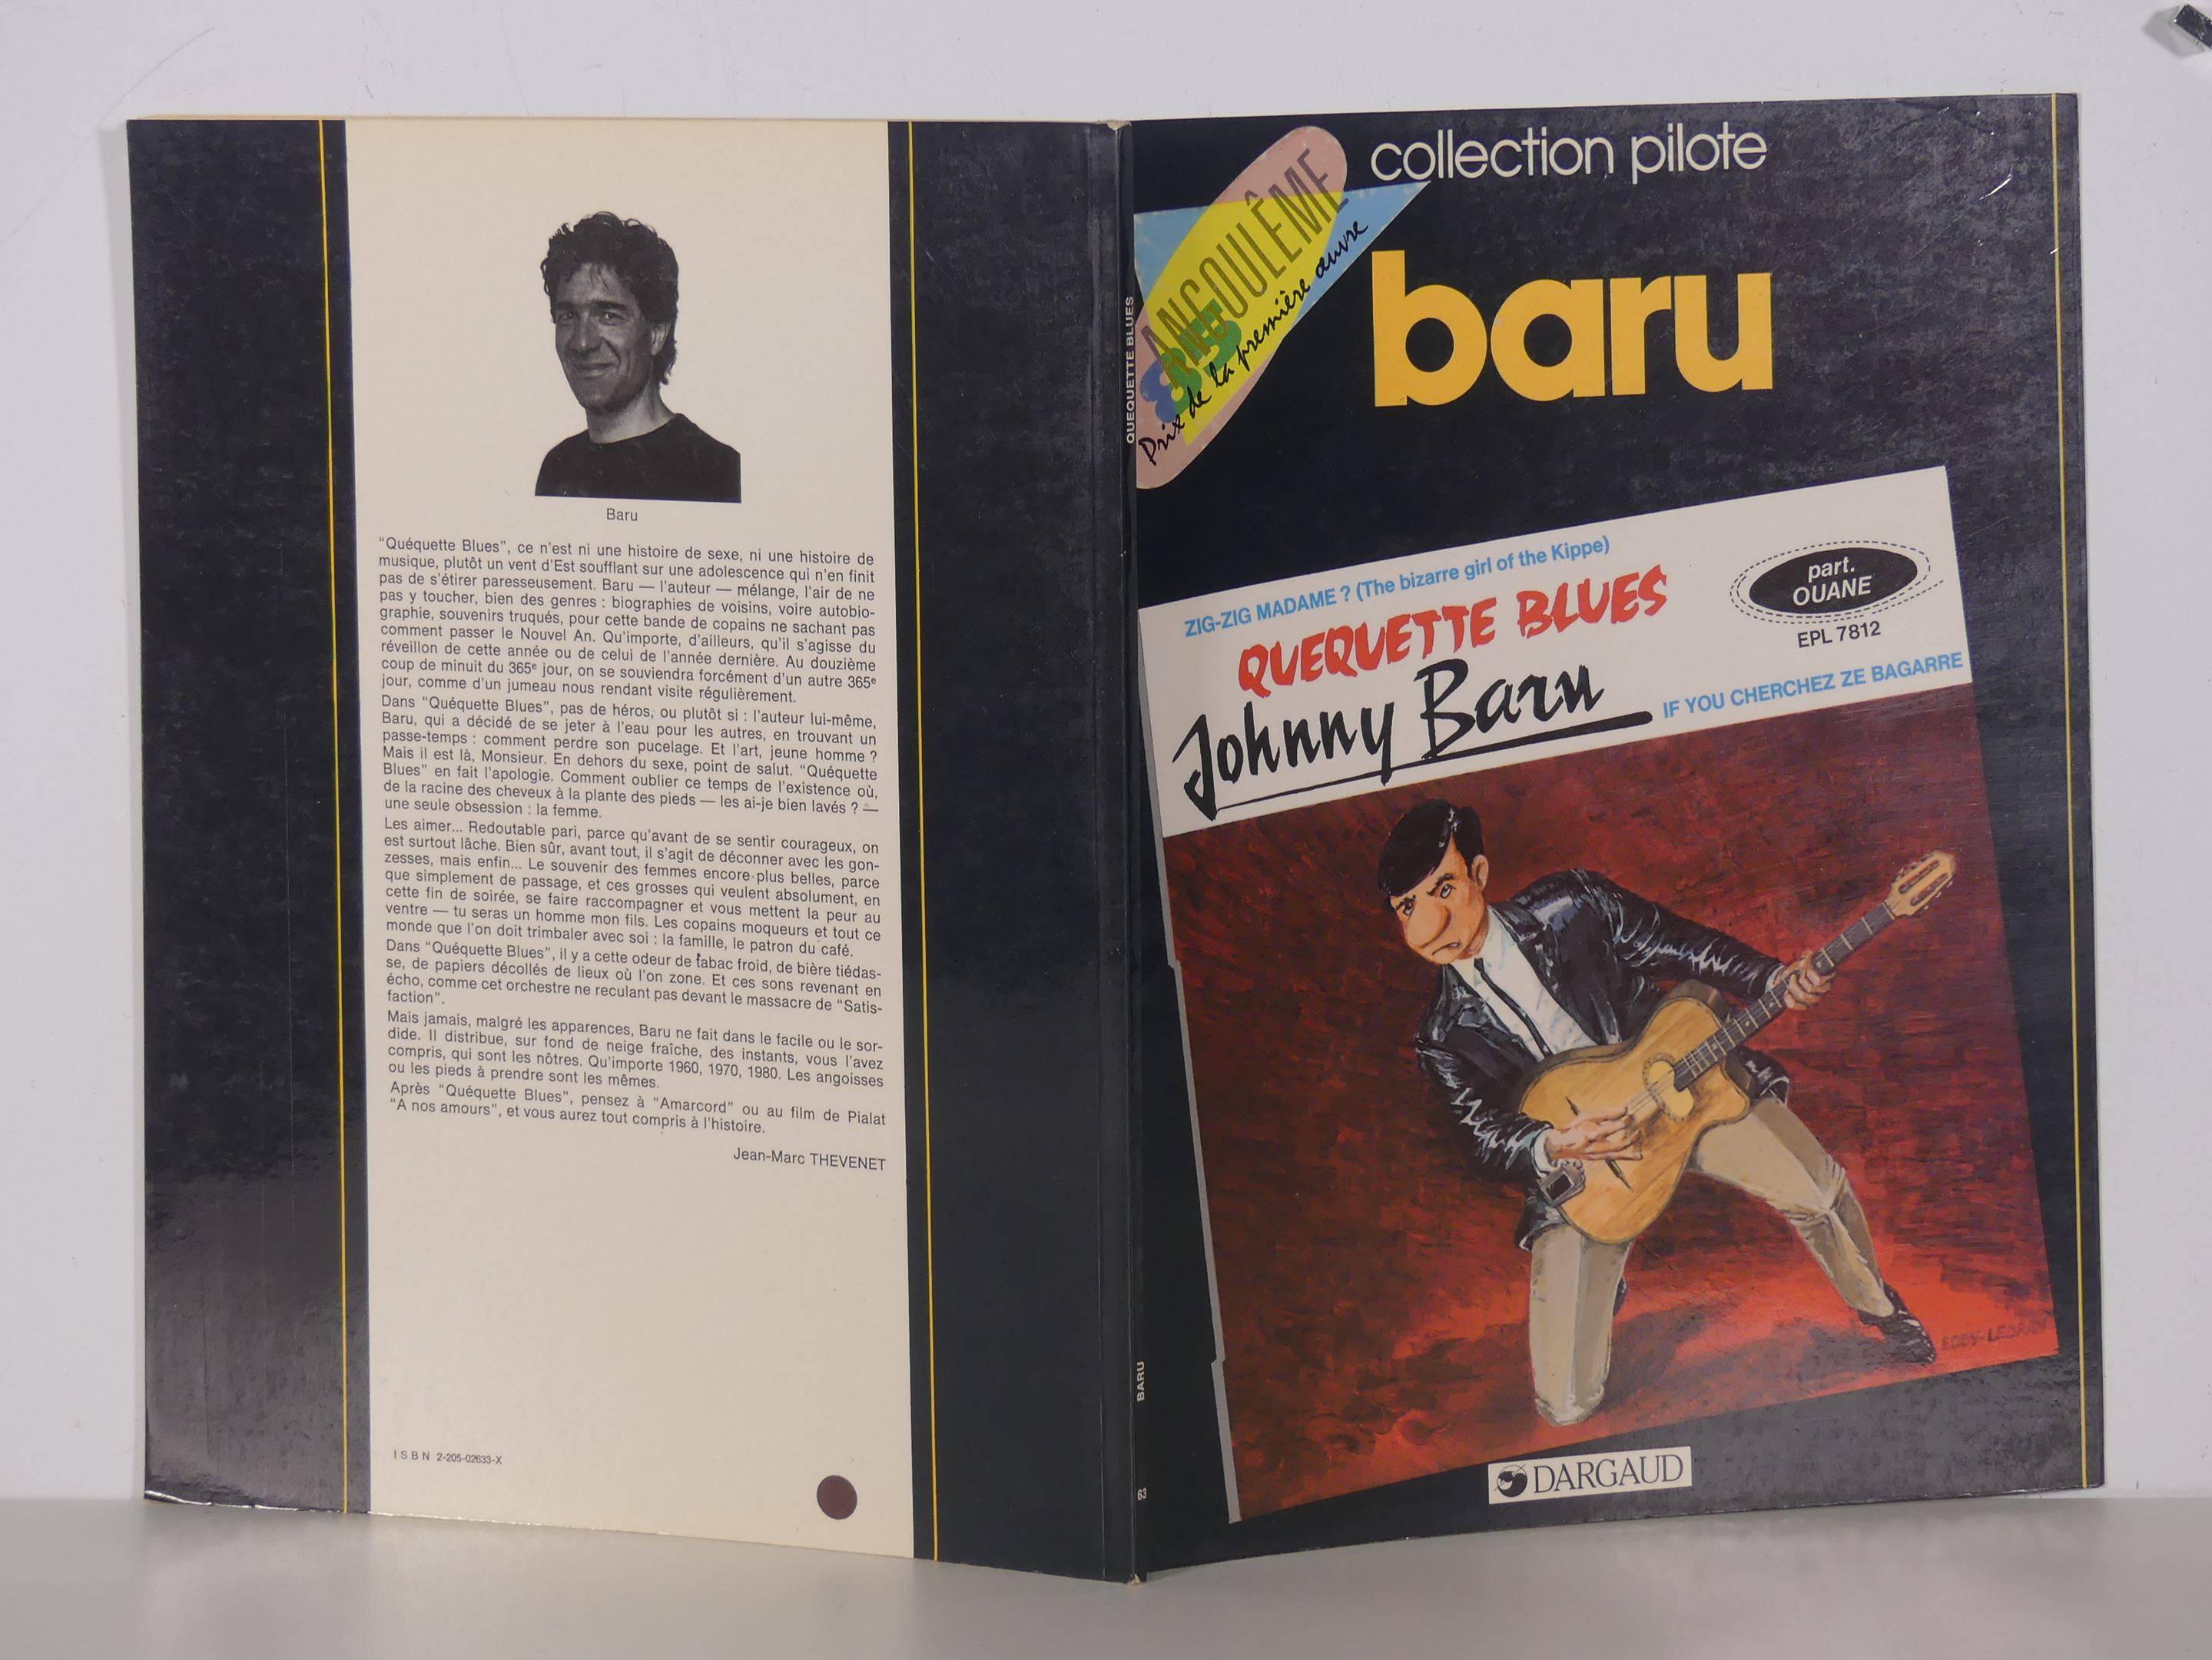 Baru
“Quéquette Blues”, ce n’est ni une histoire de sexe, ni une histoire de
musique, plutôt un vent d’Est soufflant sur une adolescence qui n’en finit
pas de s’étirer paresseusement. Baru — l’auteur — mélange, l’air de ne
pas y toucher, bien des genres : biographies de voisins, voire autobio-
graphie, souvenirs truqués, pour cette bande de copains ne sachant pas
comment passer le Nouvel An. Qu’importe, d’ailleurs, qu’il s’agisse du
réveillon de cette année ou de celui de l’année dernière. Au douzième
coup de minuit du 365ᵉ jour, on se souviendra forcément d’un autre 365ᵉ
jour, comme d’un jumeau nous rendant visite régulièrement.
Dans “Quéquette Blues”, pas de héros, ou plutôt si : l’auteur lui-même,
Baru, qui a décidé de se jeter à l’eau pour les autres, en trouvant un
passe-temps : comment perdre son pucelage. Et l’art, jeune homme ?
Mais il est là, Monsieur. En dehors du sexe, point de salut. “Quéquette
Blues” en fait l’apologie. Comment oublier ce temps de l’existence où,
de la racine des cheveux à la plante des pieds — les ai-je bien lavés ? —
une seule obsession : la femme.
Les aimer... Redoutable pari, parce qu’avant de se sentir courageux, on
est surtout lâche. Bien sûr, avant tout, il s’agit de déconner avec les gon-
zesses, mais enfin... Le souvenir des femmes encore plus belles, parce
que simplement de passage, et ces grosses qui veulent absolument, en
cette fin de soirée, se faire raccompagner et vous mettent la peur au
ventre — tu seras un homme mon fils. Les copains moqueurs et tout ce
monde que l’on doit trimbaler avec soi : la famille, le patron du café.
Dans “Quéquette Blues”, il y a cette odeur de tabac froid, de bière tiédas-
se, de papiers décollés de lieux où l’on zone. Et ces sons revenant en
écho, comme cet orchestre ne reculant pas devant le massacre de “Satis-
faction”.
Mais jamais, malgré les apparences, Baru ne fait dans le facile ou le sor-
dide. Il distribue, sur fond de neige fraîche, des instants, vous l’avez
compris, qui sont les nôtres. Qu’importe 1960, 1970, 1980. Les angoisses
ou les pieds à prendre sont les mêmes.
Après “Quéquette Blues”, pensez à “Amarcord” ou au film de Pialat
“A nos amours”, et vous aurez tout compris à l’histoire.
Jean-Marc THEVENET
ISBN 2-205-02633-X
QUEQUETTE BLUES
BARU
63
collection pilote
ANGOULÊME
85
Prix de la première œuvre
baru
ZIG-ZIG MADAME ? (The bizarre girl of the Kippe)
QUEQUETTE BLUES
part.
OUANE
EPL 7812
Johnny Baru
IF YOU CHERCHEZ ZE BAGARRE
DARGAUD